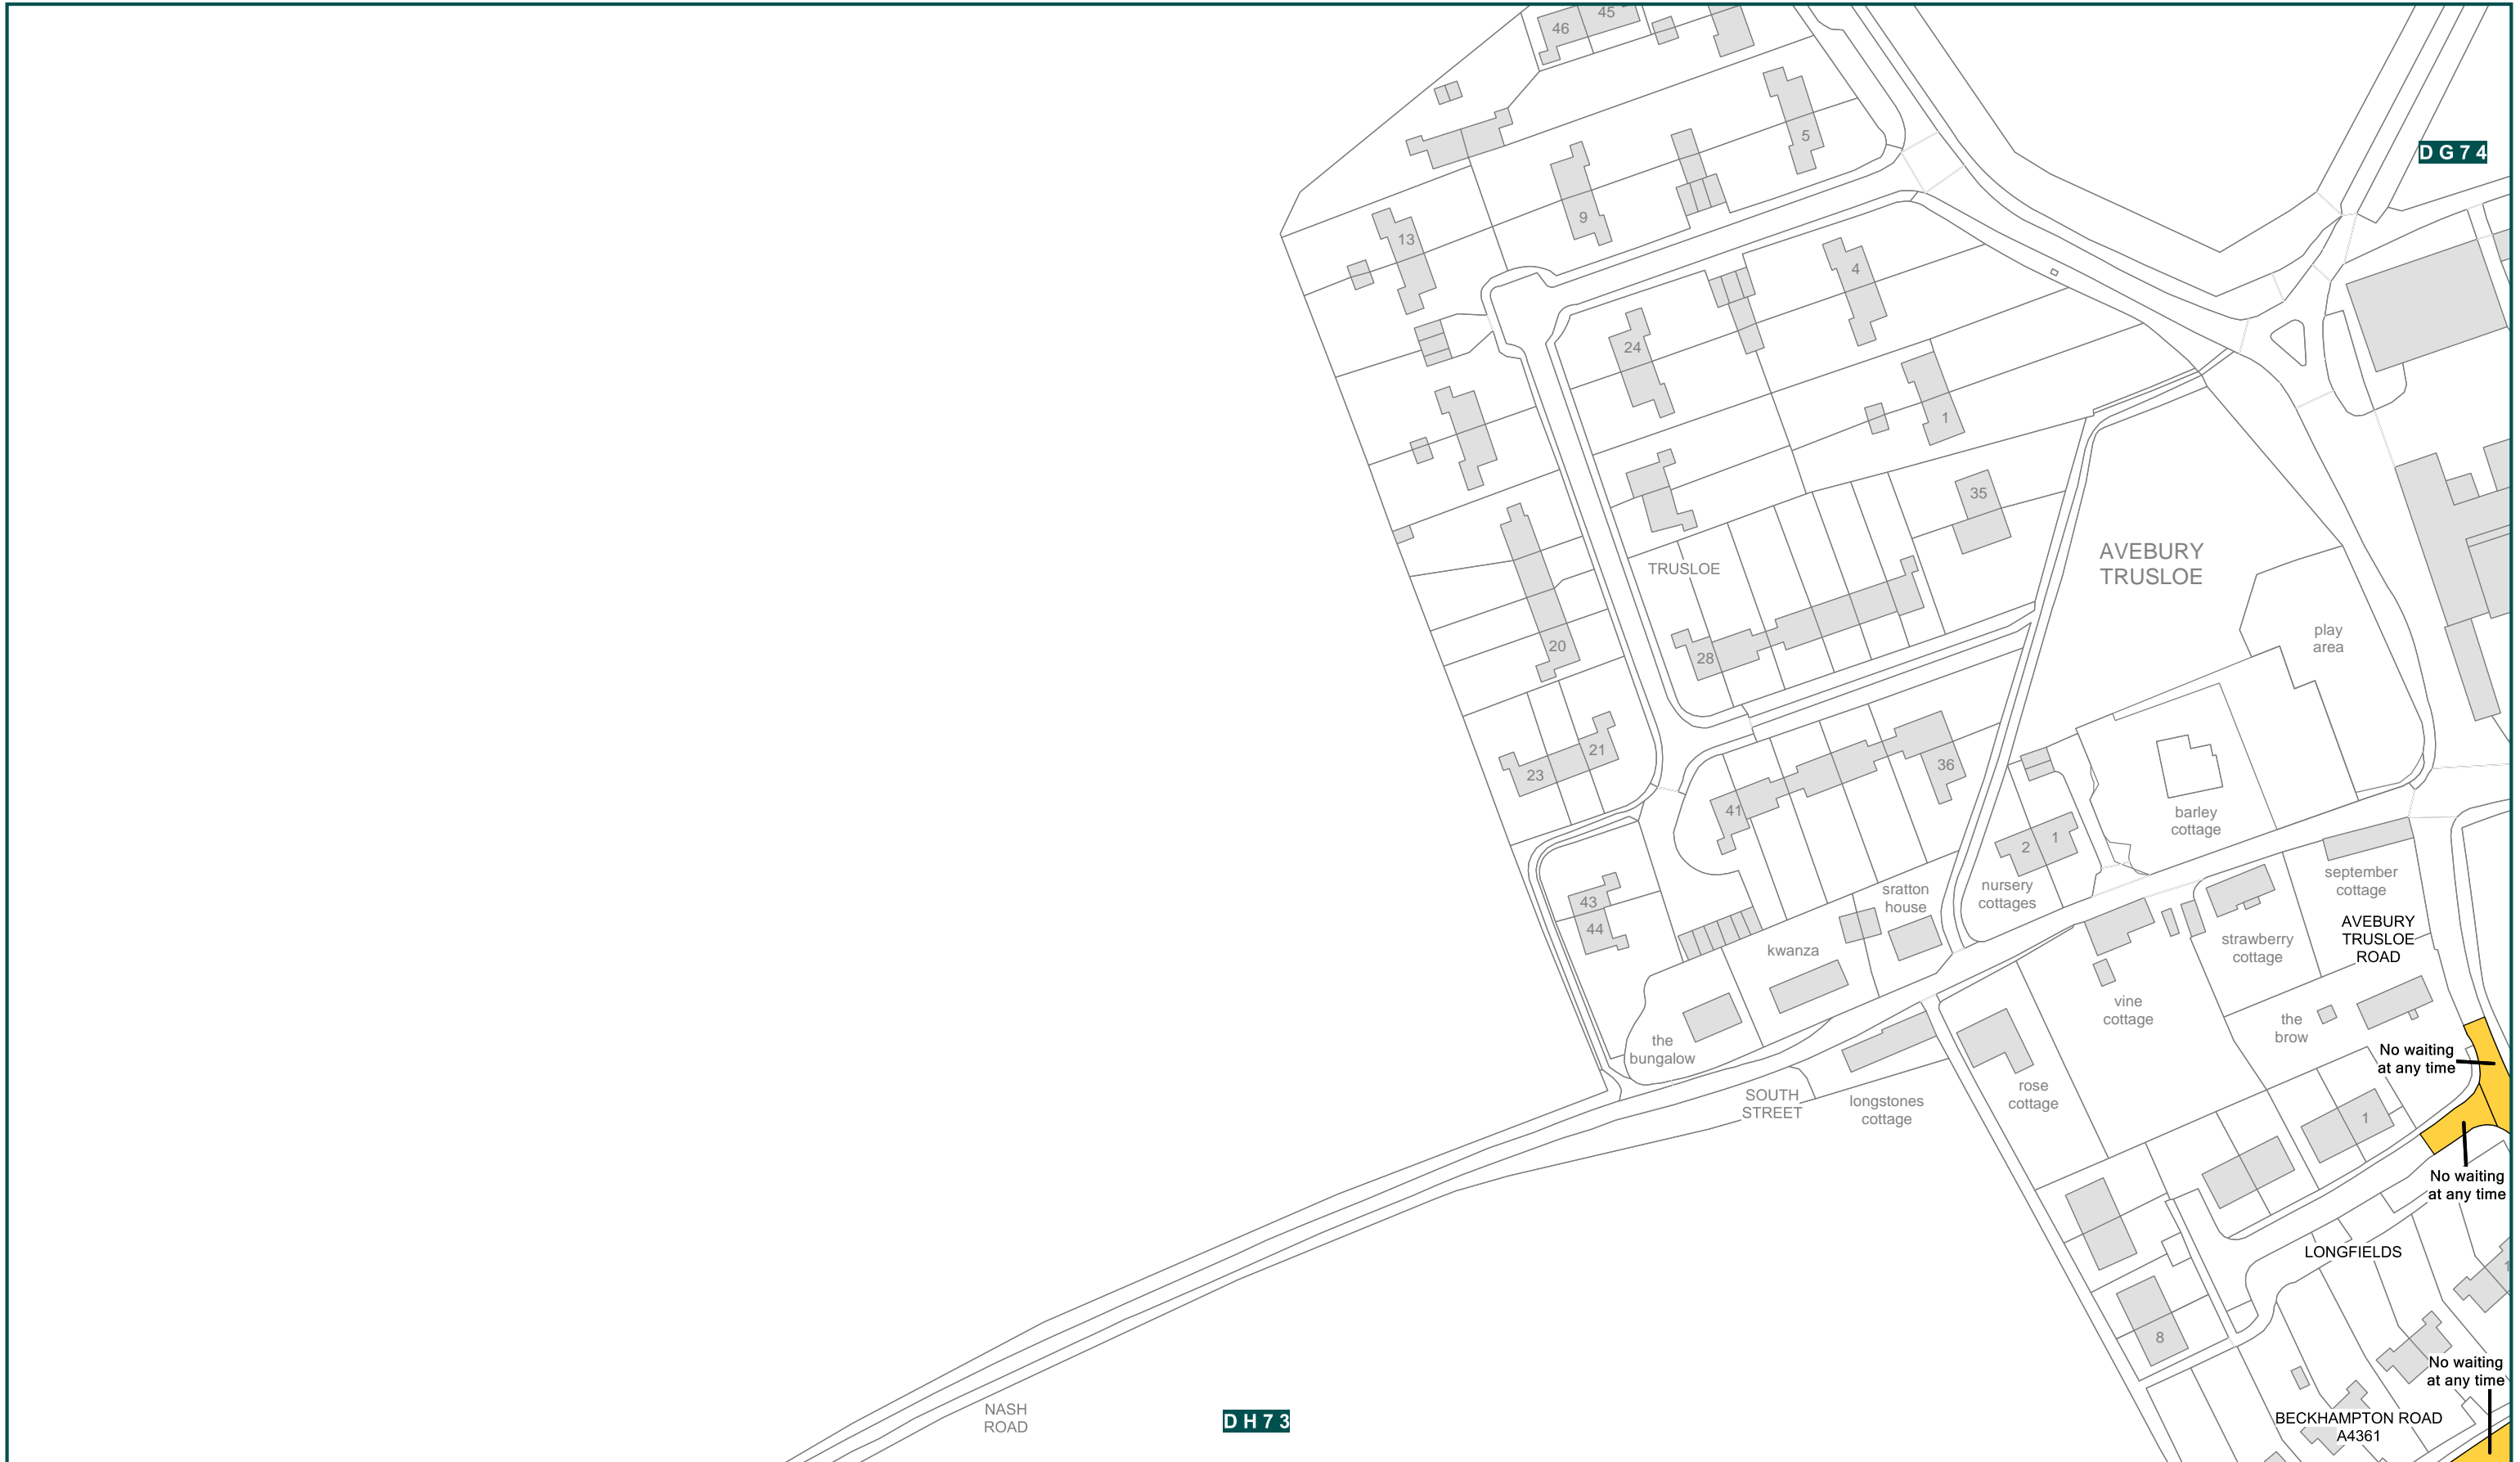 45
46
DG74
5
9
13
4
24
1
35
AVEBURY
TRUSLOE
TRUSLOE
play
area
20
28
21
23
36
41
barley
cottage
2
1
september
cottage
sratton
house
nursery
cottages
43
44
AVEBURY
TRUSLOE
ROAD
strawberry
cottage
kwanza
vine
cottage
the
brow
the
bungalow
No waiting
at any time
rose
cottage
SOUTH
STREET
longstones
cottage
1
No waiting
at any time
LONGFIELDS
8
No waiting
at any time
NASH
ROAD
DH73
BECKHAMPTON ROAD
A4361